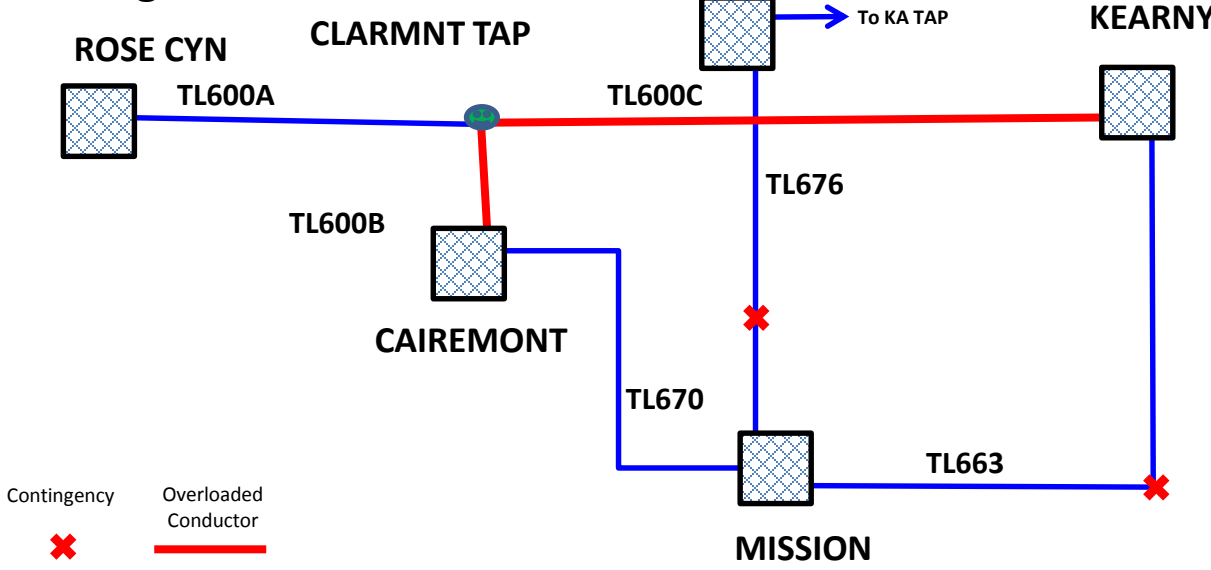 To KA TAP
KEARNY
CLARMNT TAP
ROSE CYN
TL600A
TL600C
TL676
TL600B
CAIREMONT
TL670
TL663
Contingency
Overloaded
Conductor
MISSION